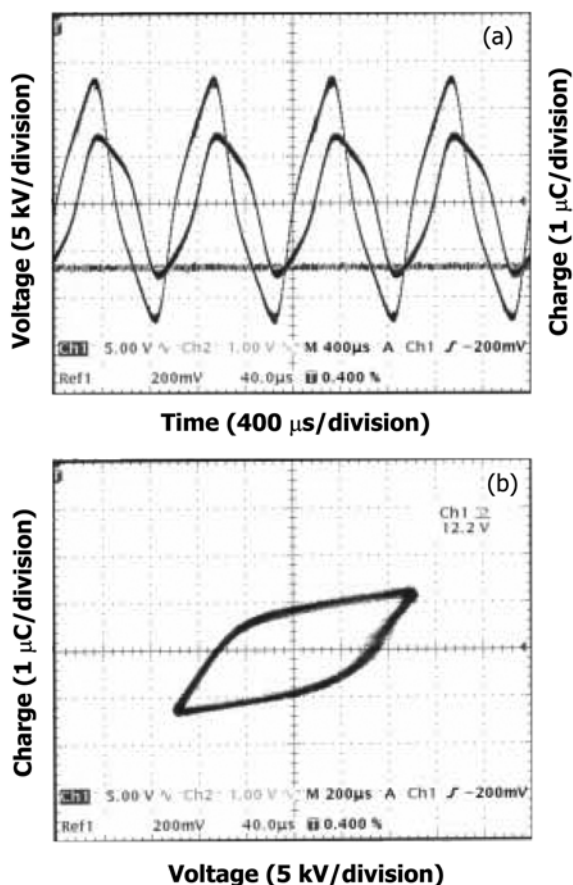 (a)
Voltage (5 kV/division)
Charge (1 μC/division)
Ch1 5.00 V ∿ Ch2 1.00 V ∿ M 400μs A Ch1 ƒ −200mV
Ref1 200mV 40.0μs 0.400 %
Time (400 μs/division)
(b)
Ch1
12.2 V
Charge (1 μC/division)
Ch1 5.00 V ∿ Ch2 1.00 V ∿ M 200μs A Ch1 ƒ −200mV
Ref1 200mV 40.0μs 0.400 %
Voltage (5 kV/division)